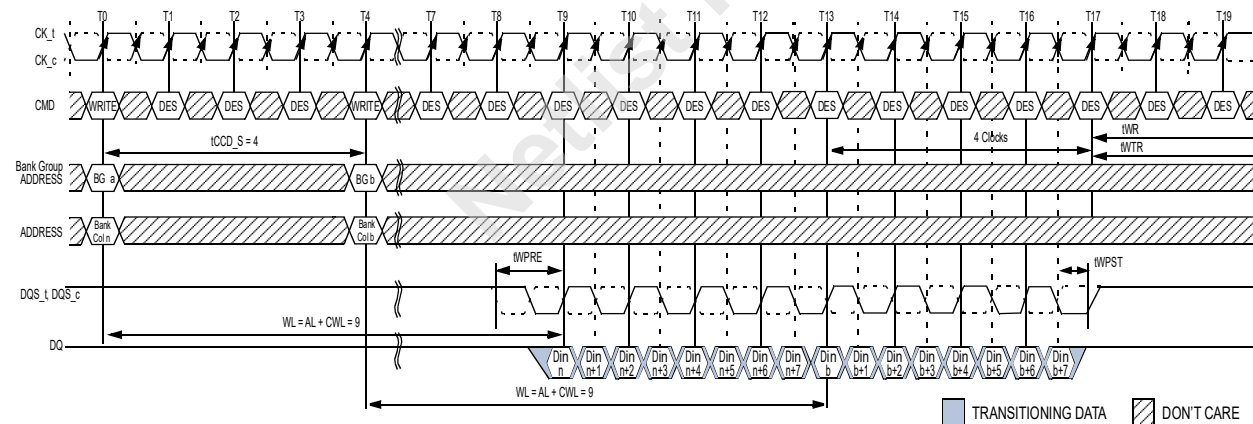 T0 T1 T2 T3 T4 T7 T8 T9 T10 T11 T12 T13 T14 T15 T16 T17 T18 T19
CK_t
CK_c
CMD WRITE DES DES DES WRITE DES DES DES DES DES DES DES DES DES DES DES DES DES
tCCD_S = 4
4 Clocks
tWR
tWTR
Bank Group
ADDRESS
BG a
BG b
ADDRESS
Bank
Col n
Bank
Col b
tWPRE
tWPST
DQS_t, DQS_c
WL = AL + CWL = 9
DQ
Din
n
Din
n+1
Din
n+2
Din
n+3
Din
n+4
Din
n+5
Din
n+6
Din
n+7
Din
b
Din
b+1
Din
b+2
Din
b+3
Din
b+4
Din
b+5
Din
b+6
Din
b+7
WL = AL + CWL = 9
TRANSITIONING DATA
DON'T CARE
Netlist